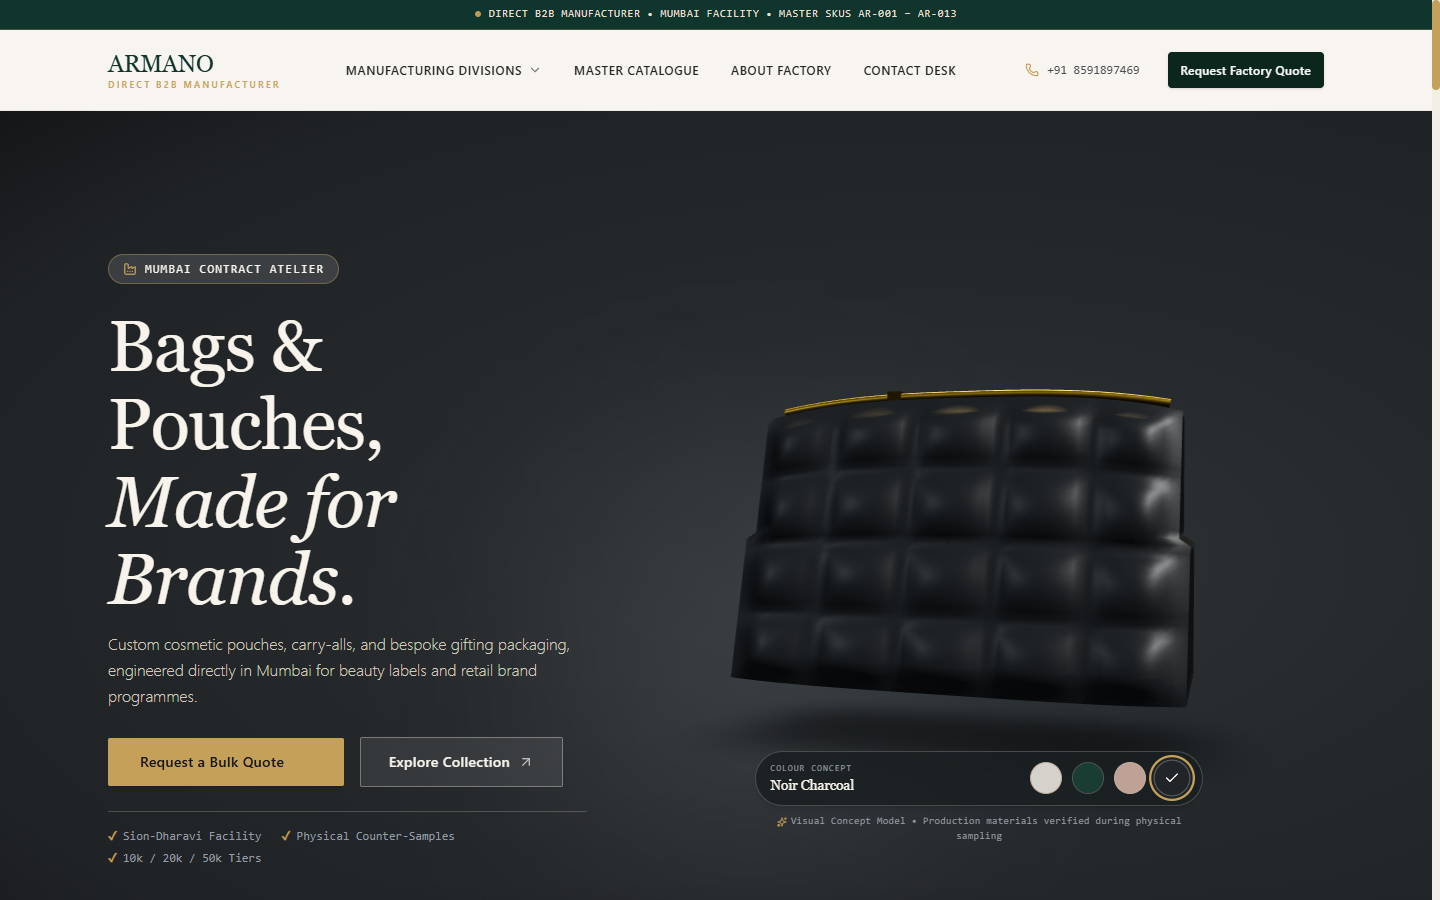 DIRECT B2B MANUFACTURER • MUMBAI FACILITY • MASTER SKUS AR-001 – AR-013
ARMANO
DIRECT B2B MANUFACTURER
MANUFACTURING DIVISIONS
MASTER CATALOGUE
ABOUT FACTORY
CONTACT DESK
+91 8591897469
Request Factory Quote
MUMBAI CONTRACT ATELIER
Bags &
Pouches,
Made for
Brands.
Custom cosmetic pouches, carry-alls, and bespoke gifting packaging,
engineered directly in Mumbai for beauty labels and retail brand
programmes.
Request a Bulk Quote
Explore Collection
✓ Sion-Dharavi Facility
✓ Physical Counter-Samples
✓ 10k / 20k / 50k Tiers
COLOUR CONCEPT
Noir Charcoal
Visual Concept Model • Production materials verified during physical
sampling